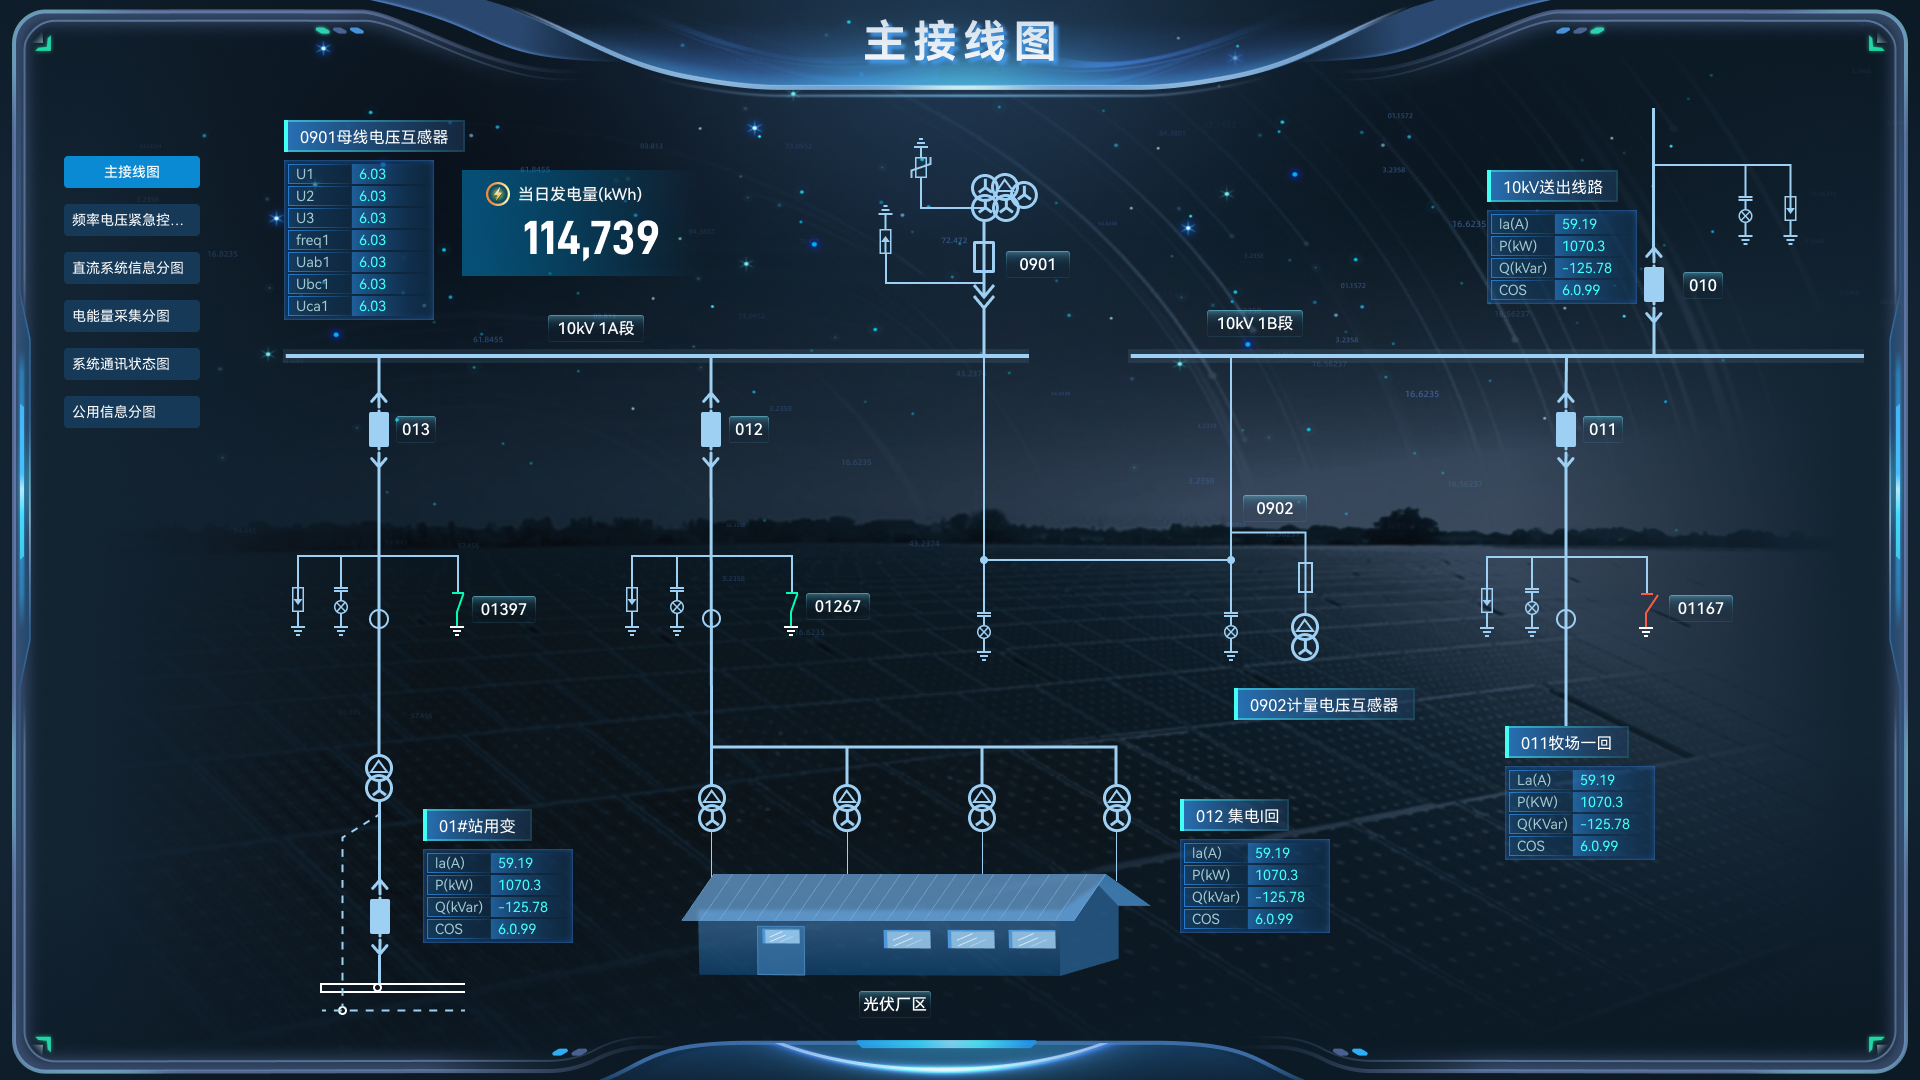 主接线图
主接线图
频率电压紧急控...
直流系统信息分图
电能量采集分图
系统通讯状态图
公用信息分图
0901母线电压互感器
U1 6.03
U2 6.03
U3 6.03
freq1 6.03
Uab1 6.03
Ubc1 6.03
Uca1 6.03
当日发电量(kWh)
114,739
0901
10kV 1A段
10kV 1B段
10kV送出线路
Ia(A) 59.19
P(kW) 1070.3
Q(kVar) -125.78
COS 6.0.99
010
013
012
011
0902
01397
01267
01167
0902计量电压互感器
011牧场一回
La(A) 59.19
P(KW) 1070.3
Q(KVar) -125.78
COS 6.0.99
01#站用变
Ia(A) 59.19
P(kW) 1070.3
Q(kVar) -125.78
COS 6.0.99
012 集电I回
Ia(A) 59.19
P(kW) 1070.3
Q(kVar) -125.78
COS 6.0.99
光伏厂区